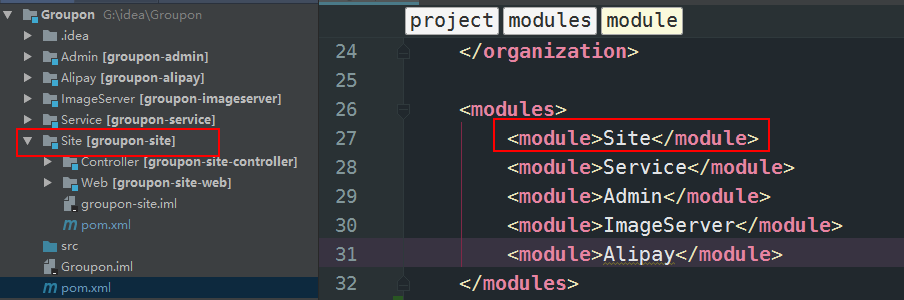 Groupon G:\idea\Groupon
.idea
Admin [groupon-admin]
Alipay [groupon-alipay]
ImageServer [groupon-imageserver]
Service [groupon-service]
Site [groupon-site]
Controller [groupon-site-controller]
Web [groupon-site-web]
groupon-site.iml
pom.xml
src
Groupon.iml
pom.xml
project modules module
24 </organization>
25
26 <modules>
27 <module>Site</module>
28 <module>Service</module>
29 <module>Admin</module>
30 <module>ImageServer</module>
31 <module>Alipay</module>
32 </modules>